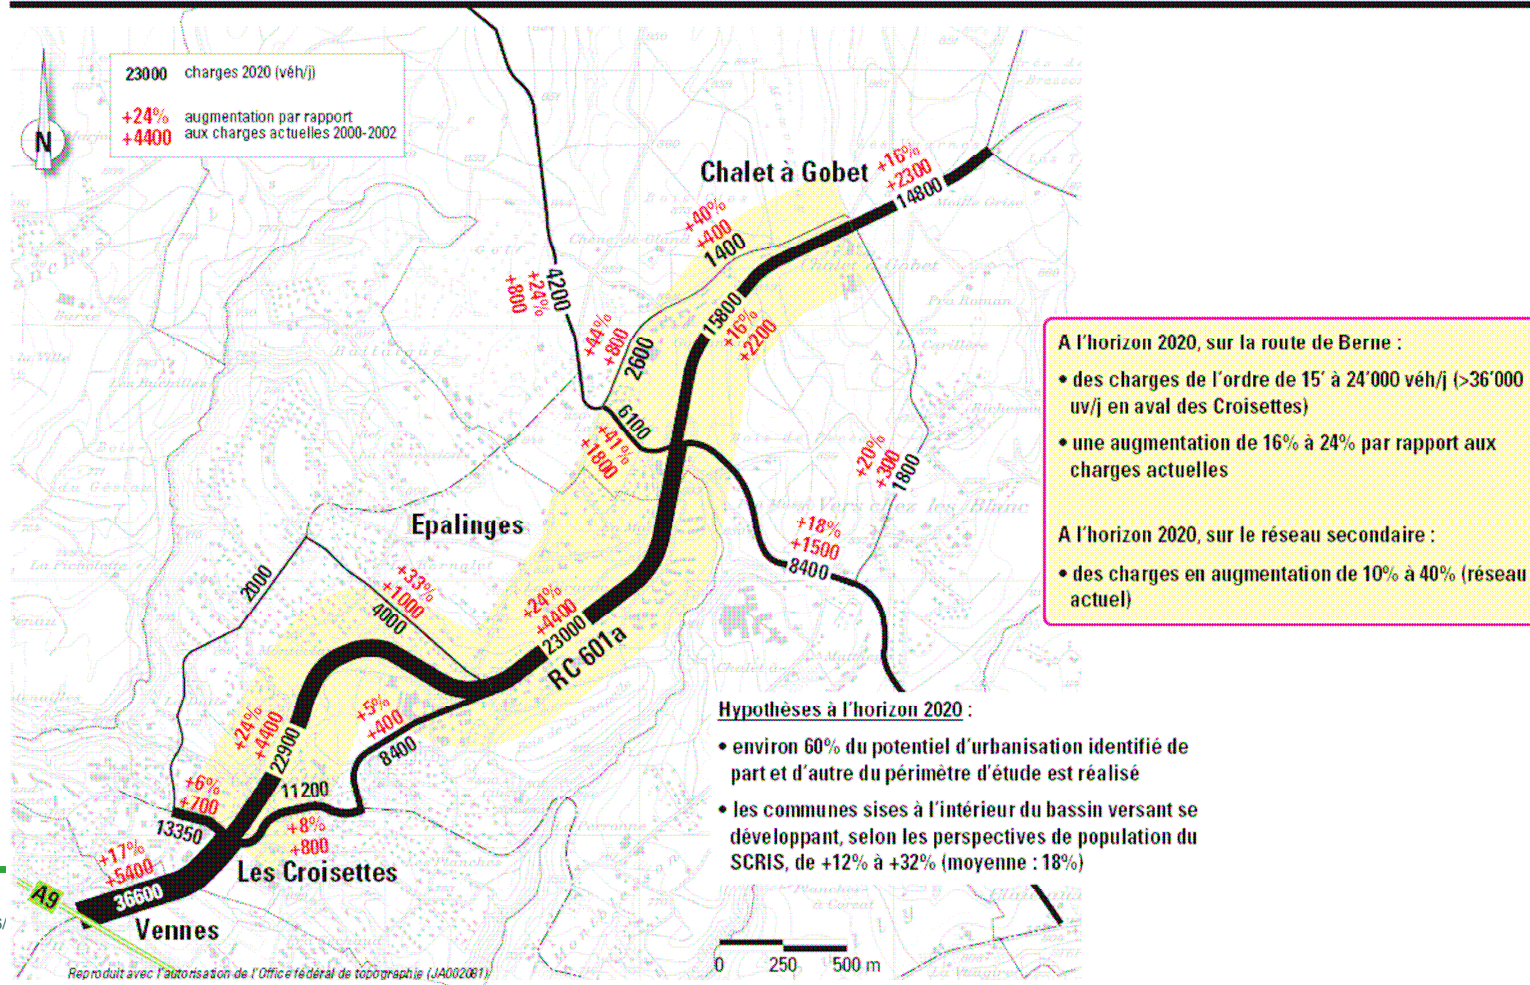 23000 charges 2020 (véh/j)
+24% augmentation par rapport
+4400 aux charges actuelles 2000-2002
N
Chalet à Gobet
+16%
+2300
14800
+40%
+400
1400
4200
+24%
+800
+44%
+800
2600
15800
+16%
+2200
6100
+41%
+1800
+20%
+300
1800
+18%
+1500
8400
Epalinges
2000
+33%
+1000
4000
+24%
+4400
23000
RC 601a
+5%
+400
8400
+24%
+4400
22900
11200
+8%
+800
+6%
+700
13350
+17%
+5400
36600
Les Croisettes
A9
Vennes
A l'horizon 2020, sur la route de Berne :
• des charges de l'ordre de 15' à 24'000 véh/j (>36'000
uv/j en aval des Croisettes)
• une augmentation de 16% à 24% par rapport aux
charges actuelles
A l'horizon 2020, sur le réseau secondaire :
• des charges en augmentation de 10% à 40% (réseau
actuel)
Hypothèses à l'horizon 2020 :
• environ 60% du potentiel d'urbanisation identifié de
part et d'autre du périmètre d'étude est réalisé
• les communes sises à l'intérieur du bassin versant se
développant, selon les perspectives de population du
SCRIS, de +12% à +32% (moyenne : 18%)
0 250 500 m
Reproduit avec l'autorisation de l'Office fédéral de topographie (JA002081)